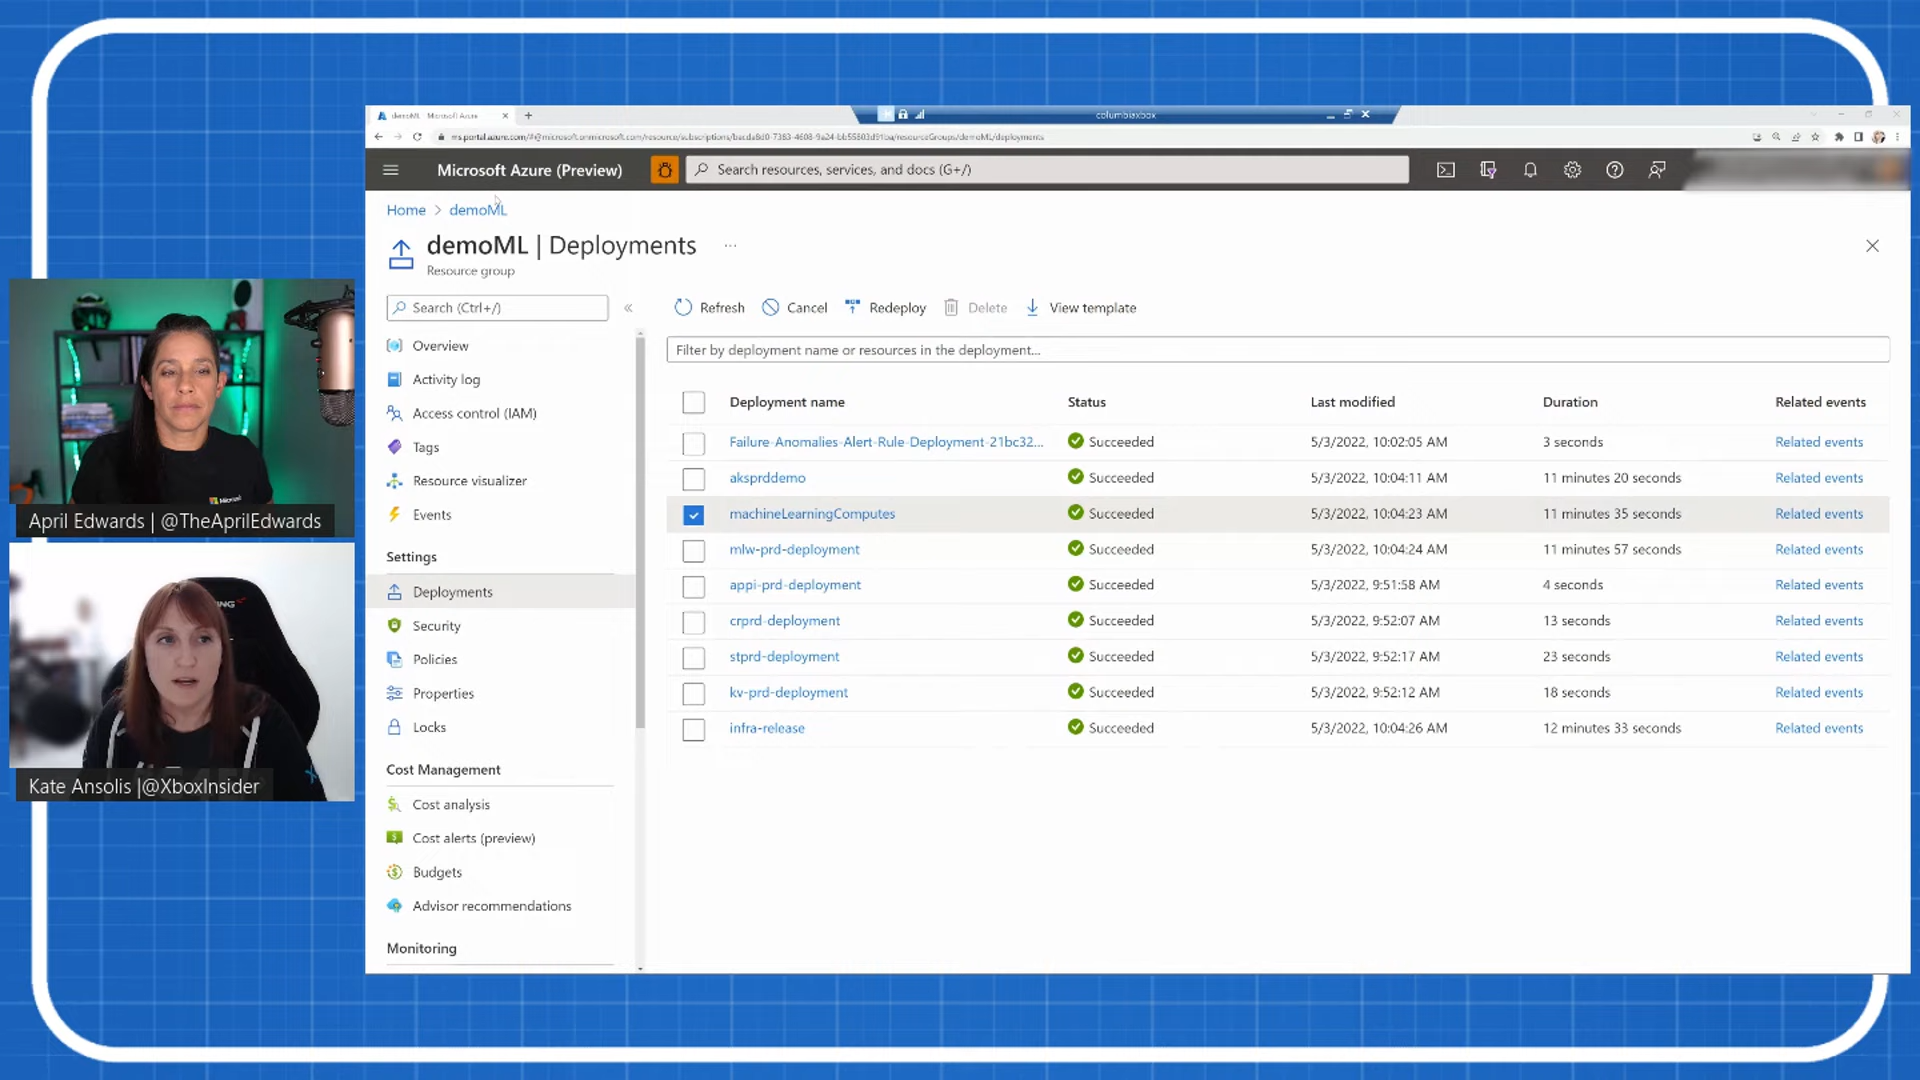 demoML - Microsoft Azure
columbiaxbox
Microsoft Azure (Preview)
Search resources, services, and docs (G+/)
Home > demoML
demoML | Deployments ...
Resource group
Search (Ctrl+/)
Refresh Cancel Redeploy Delete View template
Overview
Activity log
Access control (IAM)
Tags
Resource visualizer
Events
Settings
Deployments
Security
Policies
Properties
Locks
Cost Management
Cost analysis
Cost alerts (preview)
Budgets
Advisor recommendations
Monitoring
Filter by deployment name or resources in the deployment...
Deployment name Status Last modified Duration Related events
Failure-Anomalies-Alert-Rule-Deployment-21bc32... Succeeded 5/3/2022, 10:02:05 AM 3 seconds Related events
aksprddemo Succeeded 5/3/2022, 10:04:11 AM 11 minutes 20 seconds Related events
machineLearningComputes Succeeded 5/3/2022, 10:04:23 AM 11 minutes 35 seconds Related events
mlw-prd-deployment Succeeded 5/3/2022, 10:04:24 AM 11 minutes 57 seconds Related events
appi-prd-deployment Succeeded 5/3/2022, 9:51:58 AM 4 seconds Related events
crprd-deployment Succeeded 5/3/2022, 9:52:07 AM 13 seconds Related events
stprd-deployment Succeeded 5/3/2022, 9:52:17 AM 23 seconds Related events
kv-prd-deployment Succeeded 5/3/2022, 9:52:12 AM 18 seconds Related events
infra-release Succeeded 5/3/2022, 10:04:26 AM 12 minutes 33 seconds Related events
Microsoft
April Edwards | @TheAprilEdwards
Kate Ansolis |@XboxInsider